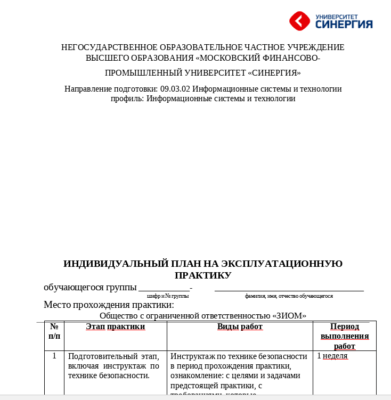 УНИВЕРСИТЕТ
СИНЕРГИЯ
НЕГОСУДАРСТВЕННОЕ ОБРАЗОВАТЕЛЬНОЕ ЧАСТНОЕ УЧРЕЖДЕНИЕ
ВЫСШЕГО ОБРАЗОВАНИЯ «МОСКОВСКИЙ ФИНАНСОВО-
ПРОМЫШЛЕННЫЙ УНИВЕРСИТЕТ «СИНЕРГИЯ»
Направление подготовки: 09.03.02 Информационные системы и технологии
профиль: Информационные системы и технологии
ИНДИВИДУАЛЬНЫЙ ПЛАН НА ЭКСПЛУАТАЦИОННУЮ
ПРАКТИКУ
обучающегося группы ___________- ______________________________
шифр и № группы фамилия, имя, отчество обучающегося
Место прохождения практики:
Общество с ограниченной ответственностью «ЗИОМ»
№ п/п Этап практики Виды работ Период выполнения работ
1 Подготовительный этап, Инструктаж по технике безопасности 1 неделя
включая инструктаж по в период прохождения практики,
технике безопасности. ознакомление: с целями и задачами
предстоящей практики, с